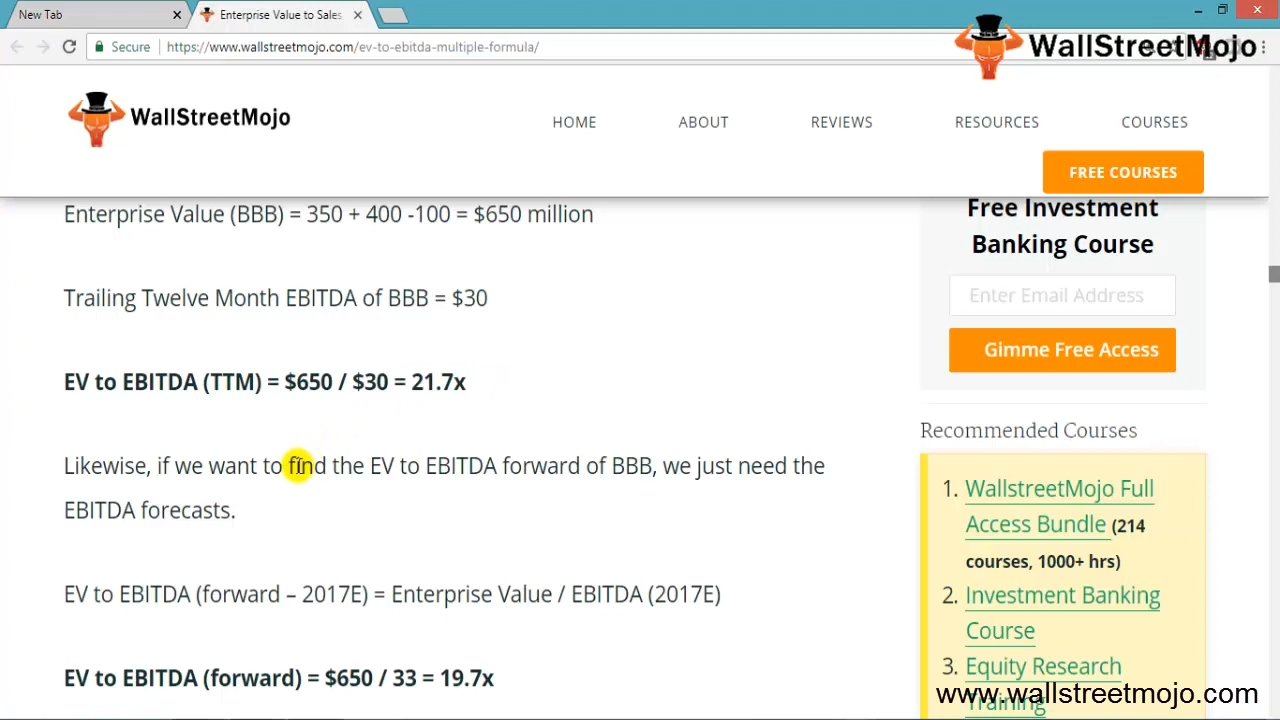 New Tab
Enterprise Value to Sales
Secure
https://www.wallstreetmojo.com/ev-to-ebitda-multiple-formula/
WallStreetMojo
WallStreetMojo
HOME
ABOUT
REVIEWS
RESOURCES
COURSES
FREE COURSES
Enterprise Value (BBB) = 350 + 400 -100 = $650 million
Trailing Twelve Month EBITDA of BBB = $30
EV to EBITDA (TTM) = $650 / $30 = 21.7x
Likewise, if we want to find the EV to EBITDA forward of BBB, we just need the
EBITDA forecasts.
EV to EBITDA (forward – 2017E) = Enterprise Value / EBITDA (2017E)
EV to EBITDA (forward) = $650 / 33 = 19.7x
Free Investment
Banking Course
Enter Email Address
Gimme Free Access
Recommended Courses
1. WallstreetMojo Full
Access Bundle (214
courses, 1000+ hrs)
2. Investment Banking
Course
3. Equity Research
Training
www.wallstreetmojo.com